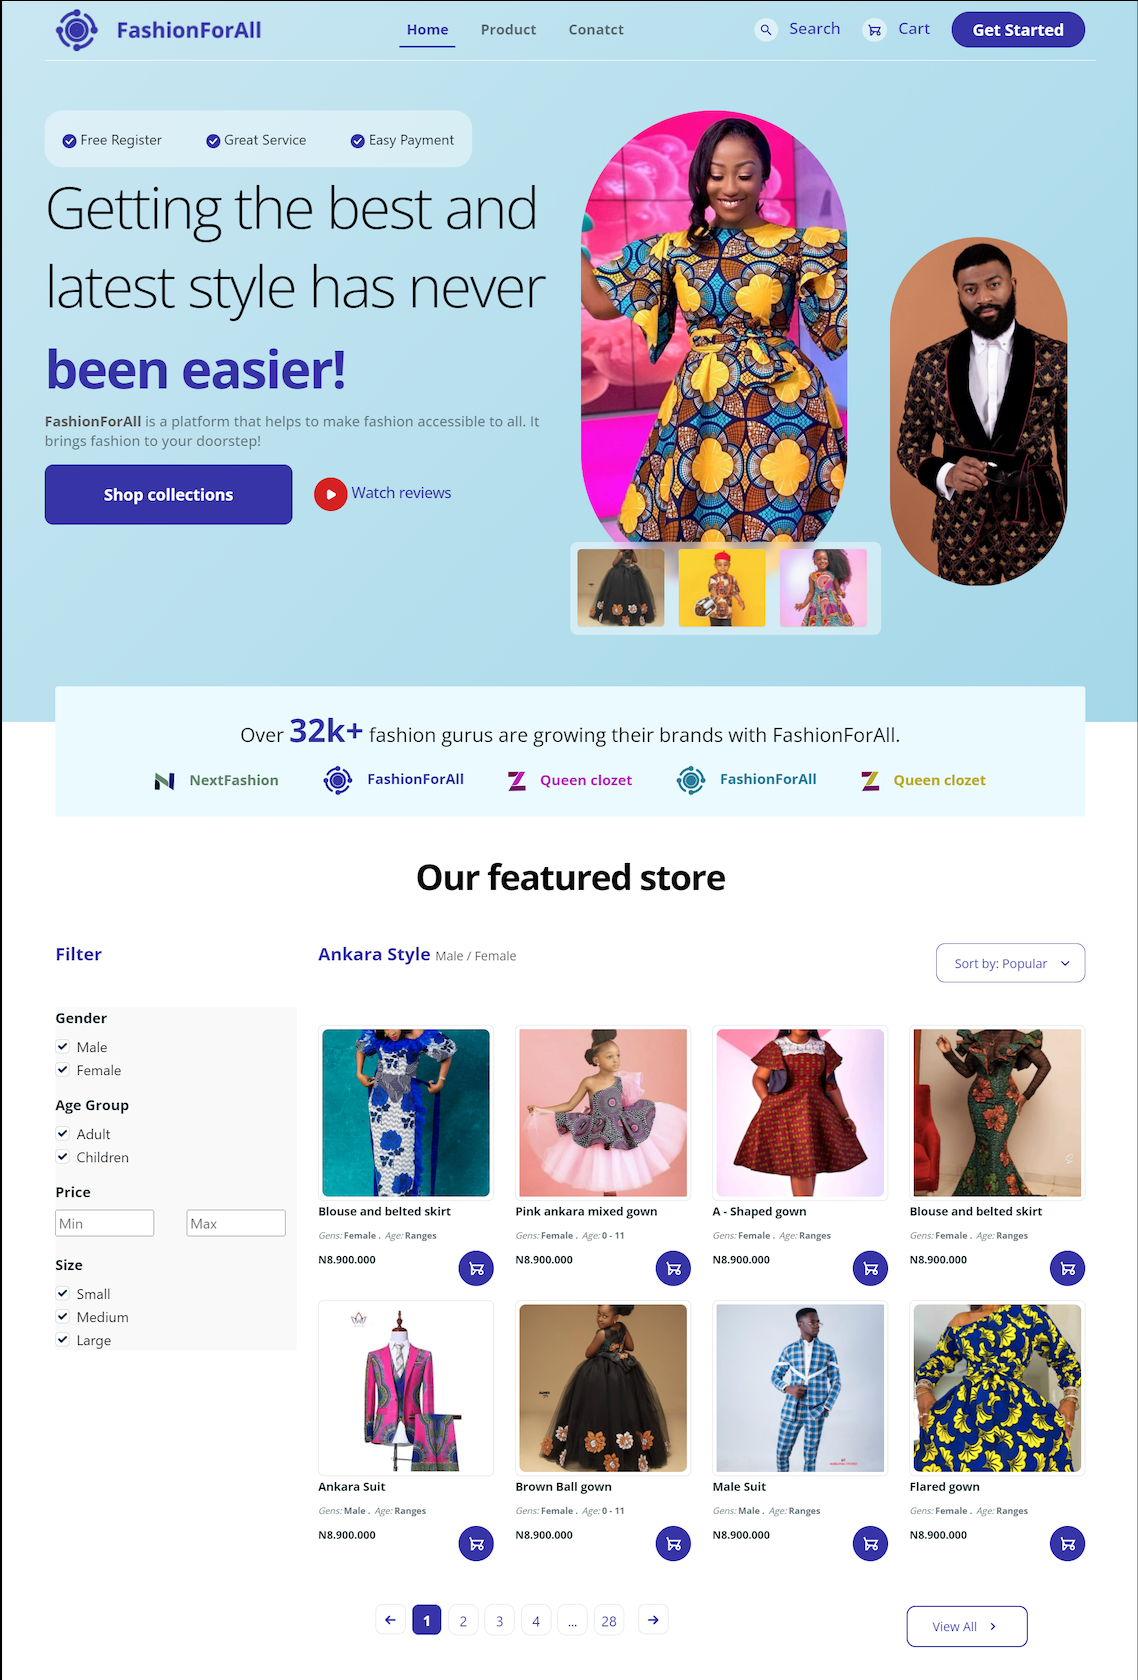 FashionForAll
Home
Product
Conatct
Search
Cart
Get Started
Free Register
Great Service
Easy Payment
Getting the best and
latest style has never
been easier!
FashionForAll is a platform that helps to make fashion accessible to all. It
brings fashion to your doorstep!
Shop collections
Watch reviews
Over 32k+ fashion gurus are growing their brands with FashionForAll.
NextFashion
FashionForAll
Queen clozet
FashionForAll
Queen clozet
Our featured store
Filter
Ankara Style Male / Female
Sort by: Popular
Gender
Male
Female
Age Group
Adult
Children
Price
Min
Max
Size
Small
Medium
Large
Blouse and belted skirt
Gens: Female . Age: Ranges
N8.900.000
Pink ankara mixed gown
Gens: Female . Age: 0 - 11
N8.900.000
A - Shaped gown
Gens: Female . Age: Ranges
N8.900.000
Blouse and belted skirt
Gens: Female . Age: Ranges
N8.900.000
Ankara Suit
Gens: Male . Age: Ranges
N8.900.000
Brown Ball gown
Gens: Female . Age: 0 - 11
N8.900.000
Male Suit
Gens: Male . Age: Ranges
N8.900.000
Flared gown
Gens: Female . Age: Ranges
N8.900.000
1
2
3
4
...
28
View All